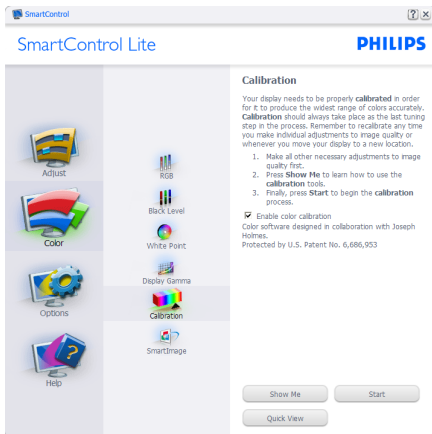 SmartControl
SmartControl Lite
PHILIPS
Adjust
Color
Options
Help
RGB
Black Level
White Point
Display Gamma
Calibration
SmartImage
Calibration
Your display needs to be properly calibrated in order
for it to produce the widest range of colors accurately.
Calibration should always take place as the last tuning
step in the process. Remember to recalibrate any time
you make individual adjustments to image quality or
whenever you move your display to a new location.
1. Make all other necessary adjustments to image
quality first.
2. Press Show Me to learn how to use the
calibration tools.
3. Finally, press Start to begin the calibration
process.
Enable color calibration
Color software designed in collaboration with Joseph
Holmes.
Protected by U.S. Patent No. 6,686,953
Show Me
Start
Quick View